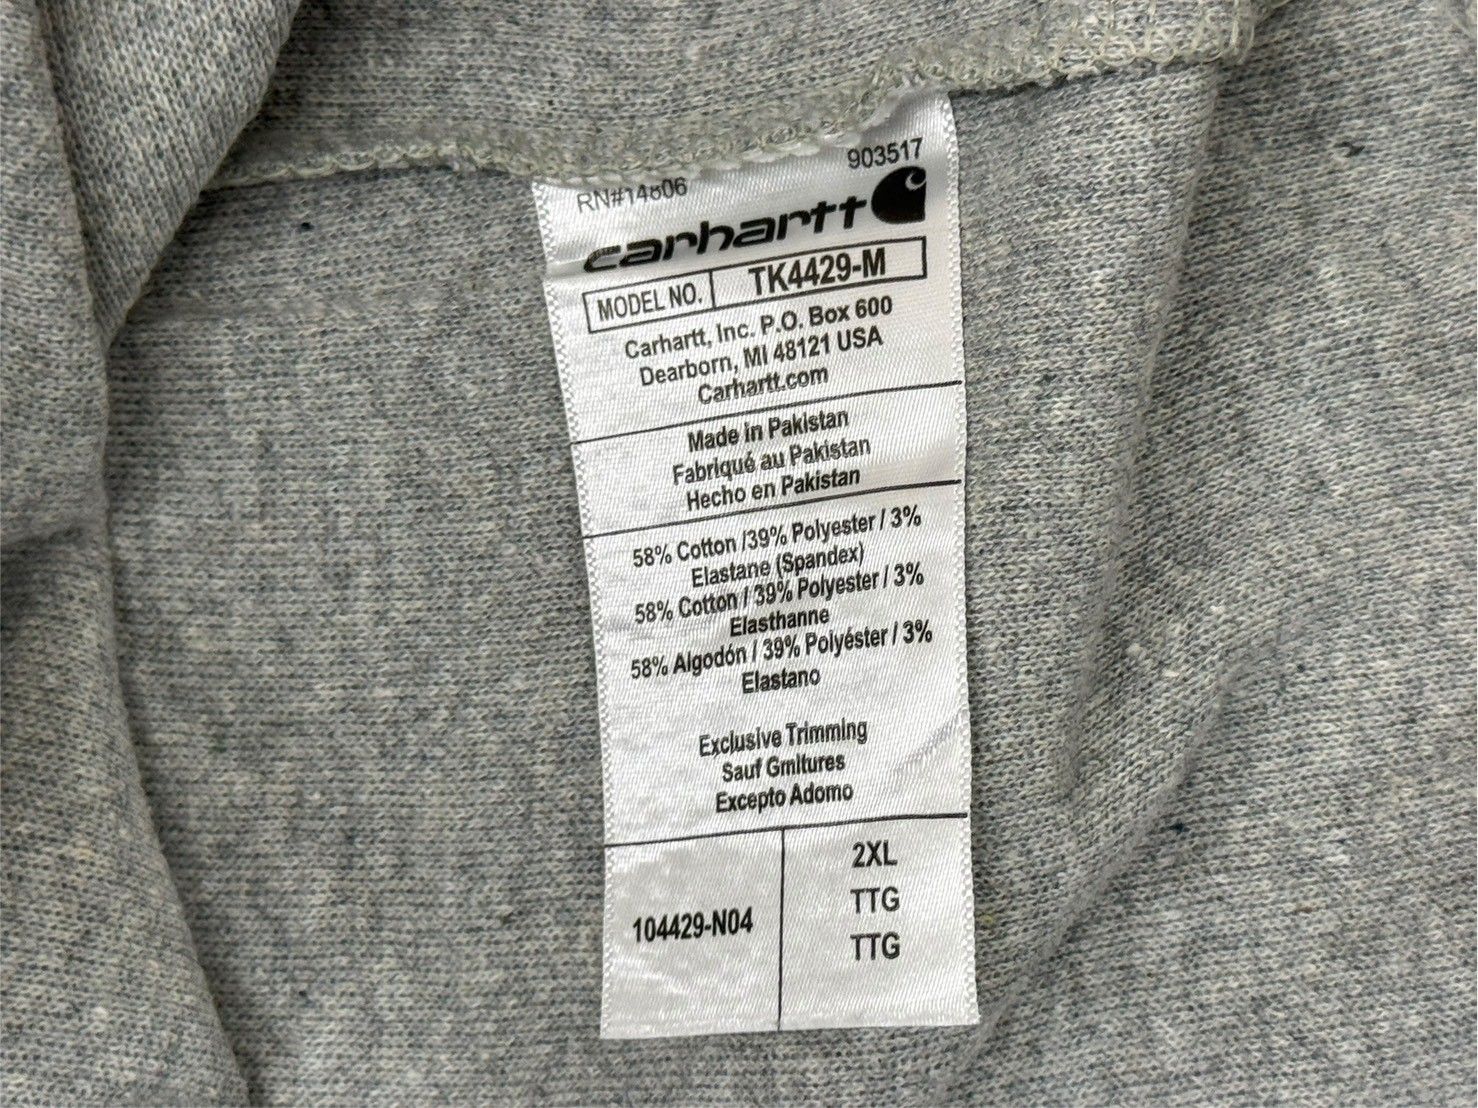 RN#14806
903517
carhartt
MODEL NO. TK4429-M
Carhartt, Inc. P.O. Box 600
Dearborn, MI 48121 USA
Carhartt.com
Made in Pakistan
Fabriqué au Pakistan
Hecho en Pakistan
58% Cotton /39% Polyester / 3%
Elastane (Spandex)
58% Cotton / 39% Polyester / 3%
Elasthanne
58% Algodón / 39% Polyéster / 3%
Elastano
Exclusive Trimming
Sauf Gmitures
Excepto Adomo
104429-N04
2XL
TTG
TTG